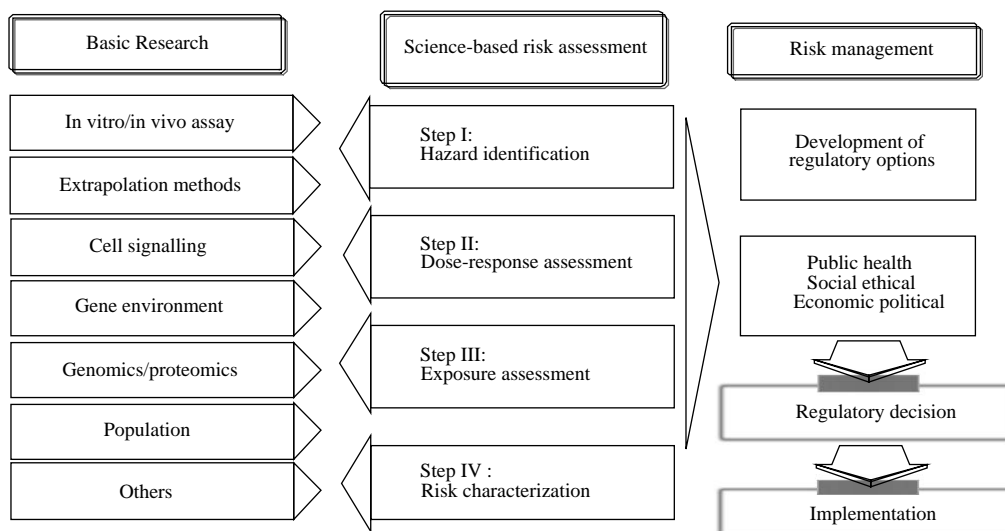 Basic Research
In vitro/in vivo assay
Extrapolation methods
Cell signalling
Gene environment
Genomics/proteomics
Population
Others
Science-based risk assessment
Step I:
Hazard identification
Step II:
Dose-response assessment
Step III:
Exposure assessment
Step IV :
Risk characterization
Risk management
Development of
regulatory options
Public health
Social ethical
Economic political
Regulatory decision
Implementation